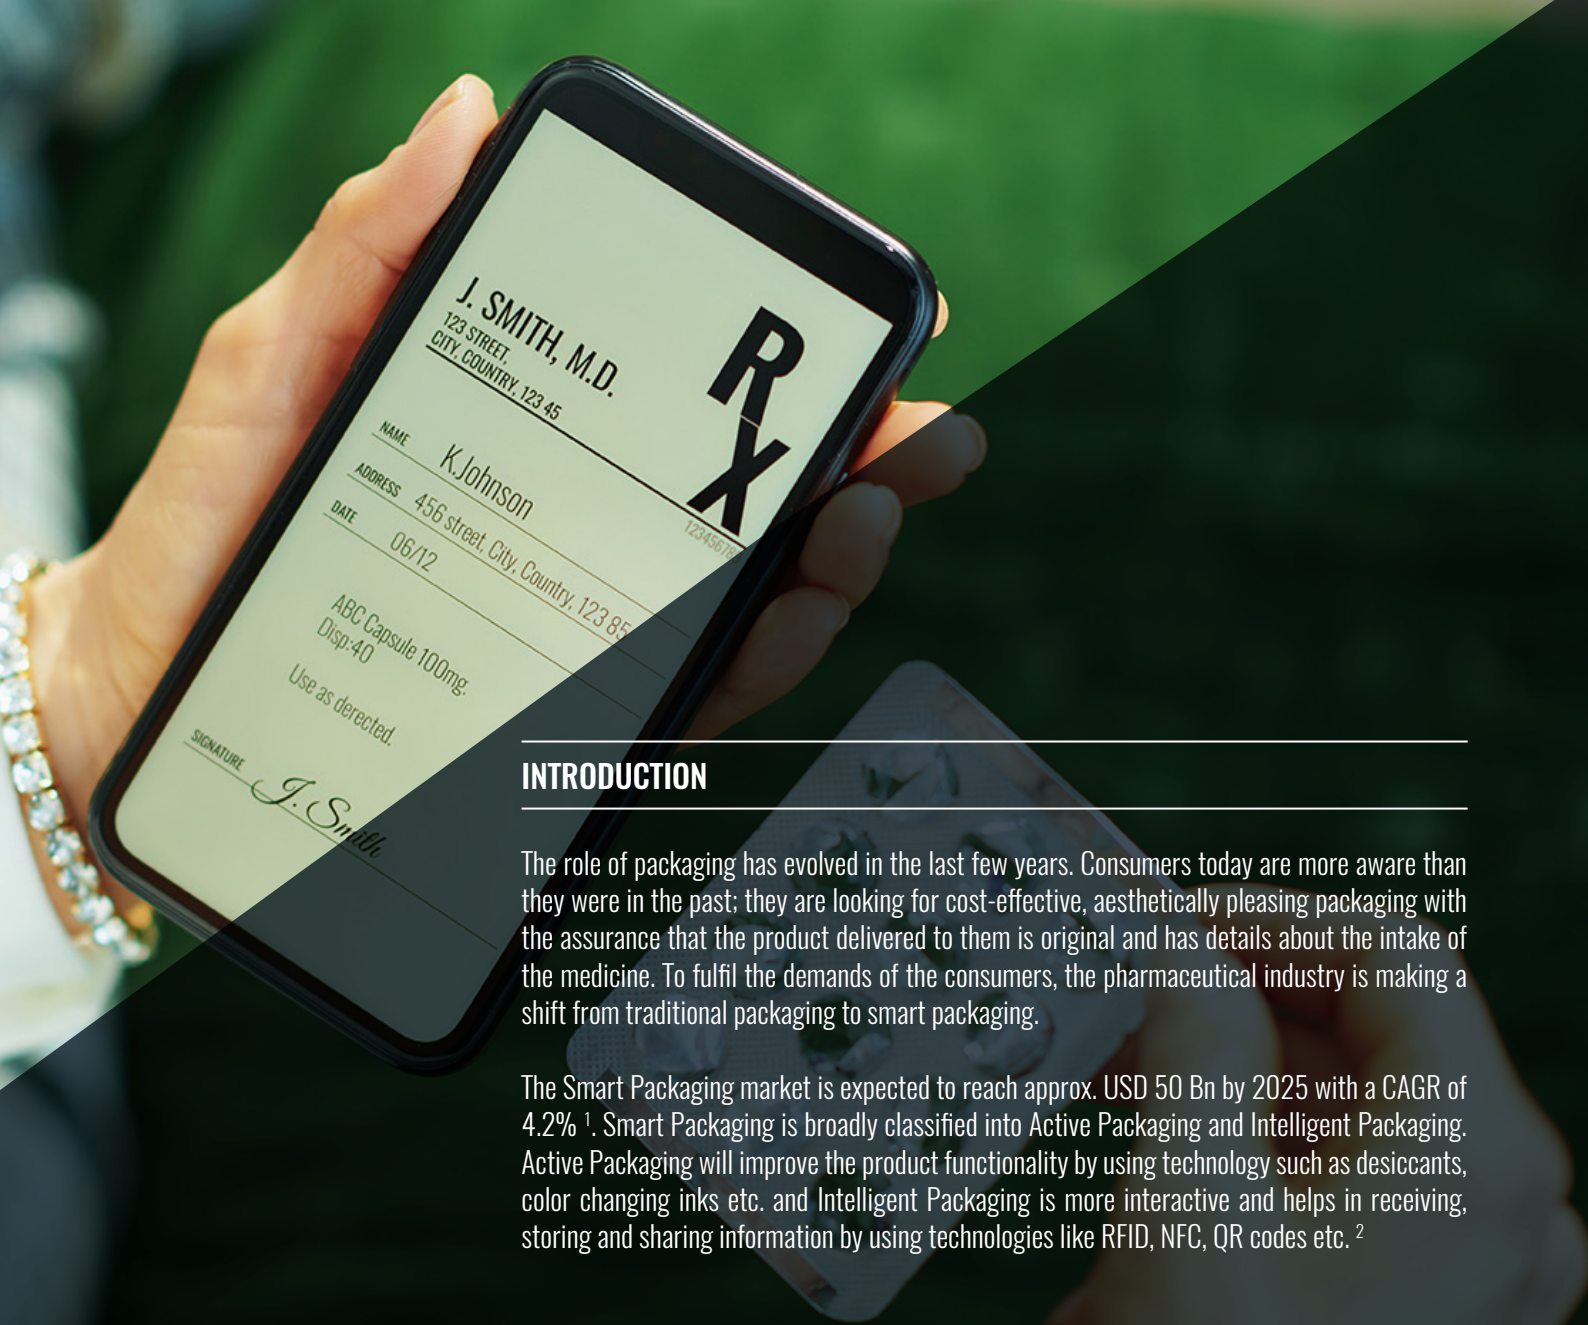 J. SMITH, M.D.
123 STREET,
CITY, COUNTRY, 123 45
R
X
NAME K.Johnson
ADDRESS 456 street, City, Country, 123 85
DATE 06/12
ABC Capsule 100mg.
Disp:40
Use as derected.
SIGNATURE J. Smith
INTRODUCTION
The role of packaging has evolved in the last few years. Consumers today are more aware than
they were in the past; they are looking for cost-effective, aesthetically pleasing packaging with
the assurance that the product delivered to them is original and has details about the intake of
the medicine. To fulfil the demands of the consumers, the pharmaceutical industry is making a
shift from traditional packaging to smart packaging.
The Smart Packaging market is expected to reach approx. USD 50 Bn by 2025 with a CAGR of
4.2% ¹. Smart Packaging is broadly classified into Active Packaging and Intelligent Packaging.
Active Packaging will improve the product functionality by using technology such as desiccants,
color changing inks etc. and Intelligent Packaging is more interactive and helps in receiving,
storing and sharing information by using technologies like RFID, NFC, QR codes etc. ²